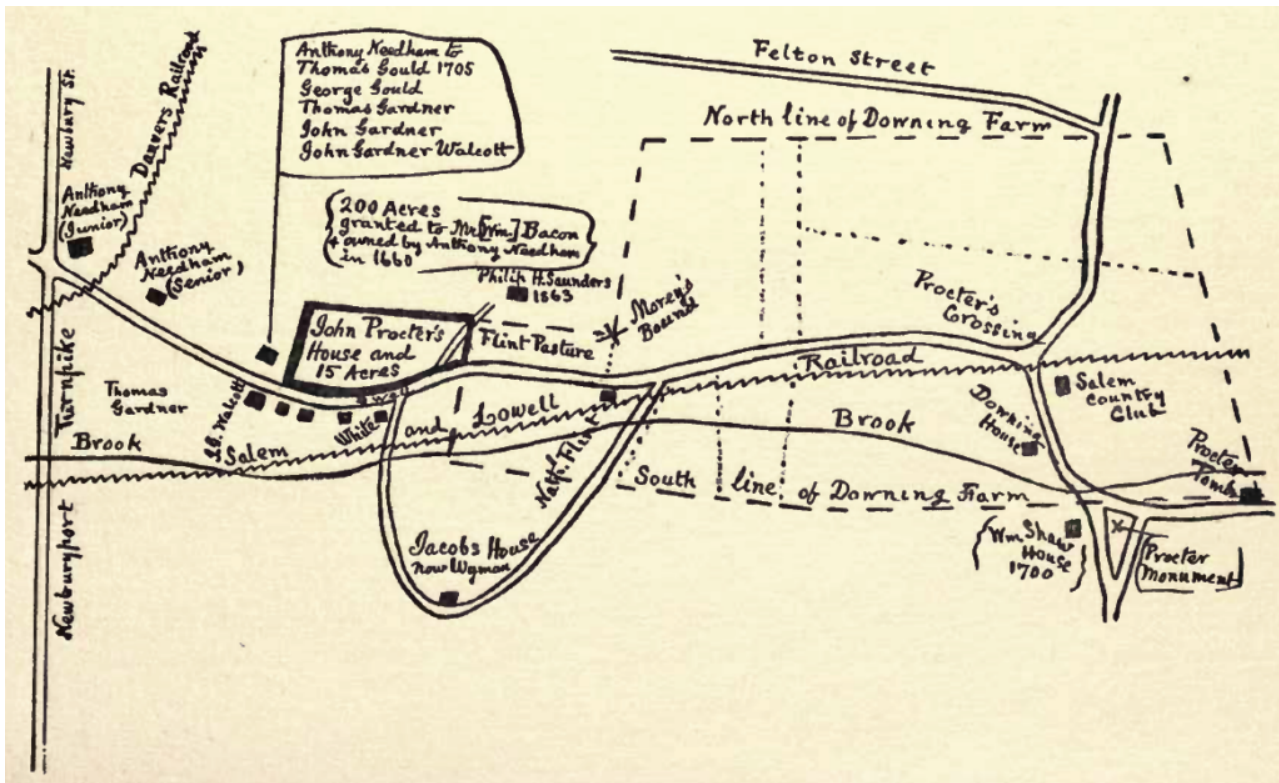 Newbury St.
Danvers Railroad
Anthony Needham to
Thomas Gould 1705
George Gould
Thomas Gardner
John Gardner
John Gardner Walcott
Felton Street
North line of Downing Farm
Anthony
Needham
(Junior)
Anthony
Needham
(Senior)
200 Acres
granted to Mr. [Wm.] Bacon
+ owned by Anthony Needham
in 1660
Philip H. Saunders
1863
John Procter's
House and
15 Acres
Flint Pasture
Morey's
Bound
Procter's
Crossing
Railroad
Salem
Country
Club
Thomas
Gardner
J.G. Walcott
Well
White
and Lowell
Salem
Brook
Turnpike
Newburyport
Nath. Flint
Brook
Downing
House
Procter
Tomb
South line of Downing Farm
Jacobs House
now Wyman
Wm Shaw
House
1700
Procter
Monument